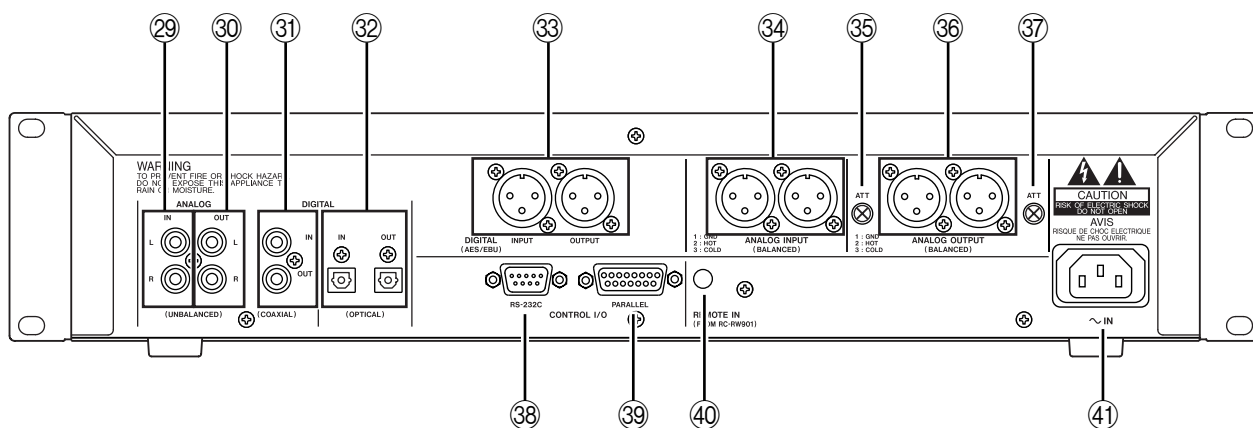 29 30 31 32 33 34 35 36 37
WARNING
TO PREVENT FIRE OR SHOCK HAZAR
DO NOT EXPOSE THIS APPLIANCE T
RAIN OR MOISTURE.
ANALOG DIGITAL
IN OUT
L L IN IN OUT
R R OUT
(UNBALANCED) (COAXIAL) (OPTICAL)
DIGITAL INPUT OUTPUT
(AES/EBU)
1 : GND
2 : HOT
3 : COLD
ANALOG INPUT
(BALANCED)
ATT
1 : GND
2 : HOT
3 : COLD
ANALOG OUTPUT
(BALANCED)
ATT
CAUTION
RISK OF ELECTRIC SHOCK
DO NOT OPEN
AVIS
RISQUE DE CHOC ELECTRIQUE
NE PAS OUVRIR.
RS-232C PARALLEL
CONTROL I/O
REMOTE IN
(FROM RC-RW901)
~ IN
38 39 40 41